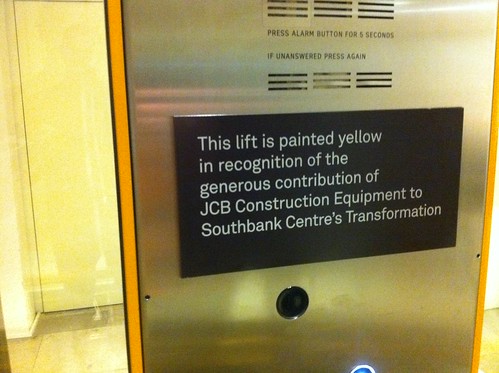 PRESS ALARM BUTTON FOR 5 SECONDS
IF UNANSWERED PRESS AGAIN
This lift is painted yellow
in recognition of the
generous contribution of
JCB Construction Equipment to
Southbank Centre's Transformation